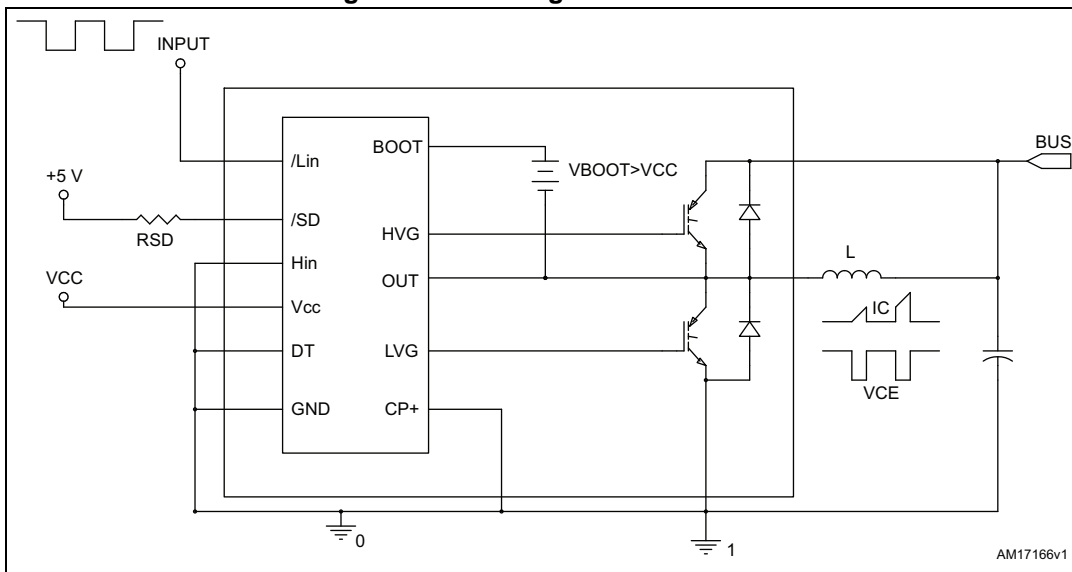 INPUT
BUS
/Lin
BOOT
VBOOT>VCC
+5 V
/SD
RSD
HVG
Hin
VCC
OUT
L
Vcc
IC
DT
LVG
VCE
GND
CP+
0
1
AM17166v1